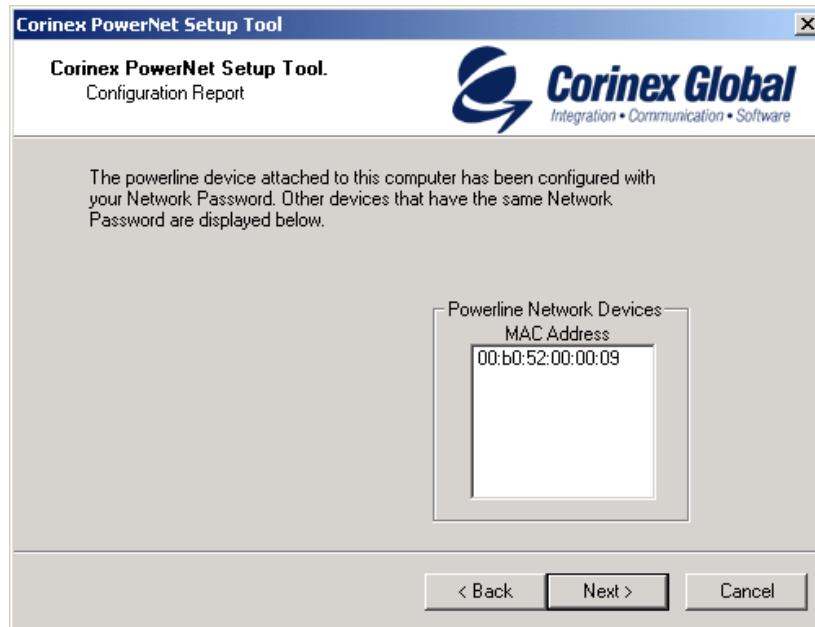 Corinex PowerNet Setup Tool
Corinex PowerNet Setup Tool.
Configuration Report
Corinex Global
Integration • Communication • Software
The powerline device attached to this computer has been configured with
your Network Password. Other devices that have the same Network
Password are displayed below.
Powerline Network Devices
MAC Address
00:b0:52:00:00:09
< Back
Next >
Cancel